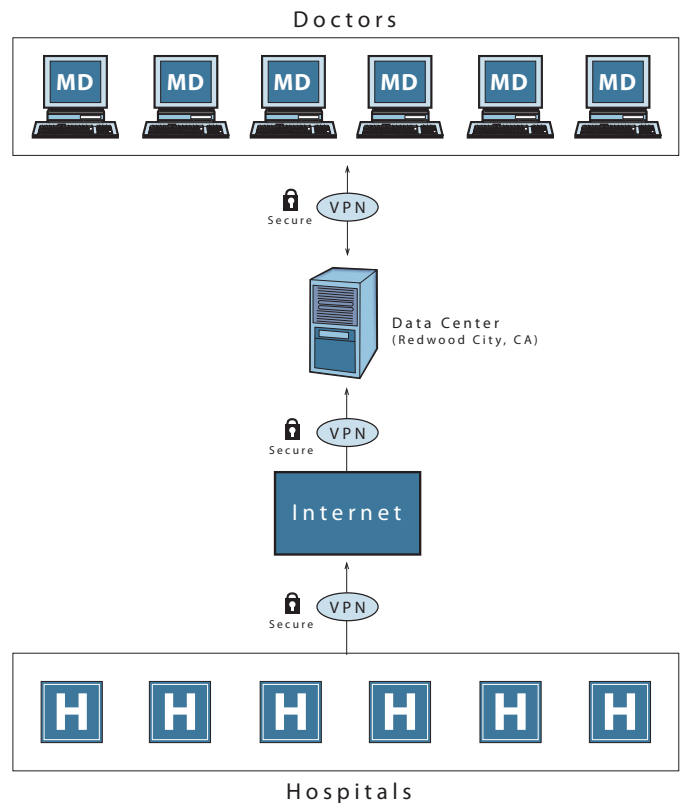 Doctors
MD MD MD MD MD MD
VPN
Secure
Data Center
(Redwood City, CA)
VPN
Secure
Internet
VPN
Secure
H H H H H H
Hospitals